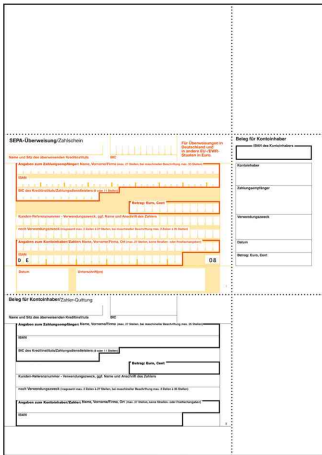 SEPA-Überweisung/Zahlschein
Für Überweisungen in
Deutschland und
in andere EU-/EWR-
Staaten in Euro.
Name und Sitz des überweisenden Kreditinstituts BIC
Angaben zum Zahlungsempfänger: Name, Vorname/Firma (max. 27 Stellen, bei maschineller Beschriftung max. 35 Stellen)
IBAN
BIC des Kreditinstituts/Zahlungsdienstleisters (8 oder 11 Stellen)
Betrag: Euro, Cent
Kunden-Referenznummer - Verwendungszweck, ggf. Name und Anschrift des Zahlers
noch Verwendungszweck (insgesamt max. 2 Zeilen à 27 Stellen, bei maschineller Beschriftung max. 2 Zeilen à 35 Stellen)
Angaben zum Kontoinhaber/Zahler: Name, Vorname/Firma, Ort (max. 27 Stellen, keine Straßen- oder Postfachangaben)
IBAN
D E 08
Datum Unterschrift(en)
Beleg für Kontoinhaber
IBAN des Kontoinhabers
Kontoinhaber
Zahlungsempfänger
Verwendungszweck
Datum
Betrag: Euro, Cent
Beleg für Kontoinhaber/Zahler-Quittung
Name und Sitz des überweisenden Kreditinstituts BIC
Angaben zum Zahlungsempfänger: Name, Vorname/Firma (max. 27 Stellen, bei maschineller Beschriftung max. 35 Stellen)
IBAN
BIC des Kreditinstituts/Zahlungsdienstleisters (8 oder 11 Stellen)
Betrag: Euro, Cent
Kunden-Referenznummer - Verwendungszweck, ggf. Name und Anschrift des Zahlers
noch Verwendungszweck (insgesamt max. 2 Zeilen à 27 Stellen, bei maschineller Beschriftung max. 2 Zeilen à 35 Stellen)
Angaben zum Kontoinhaber/Zahler: Name, Vorname/Firma, Ort (max. 27 Stellen, keine Straßen- oder Postfachangaben)
IBAN